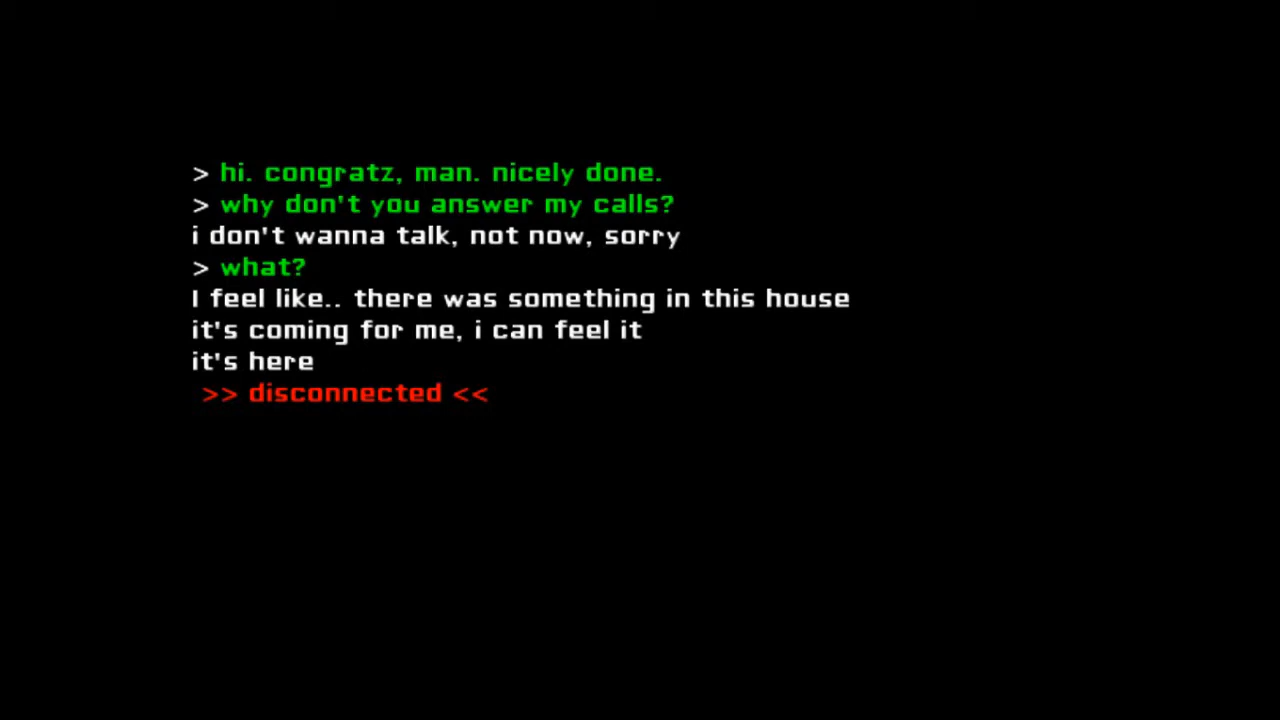 > hi. congratz, man. nicely done.
> why don't you answer my calls?
i don't wanna talk, not now, sorry
> what?
I feel like.. there was something in this house
it's coming for me, i can feel it
it's here
>> disconnected <<